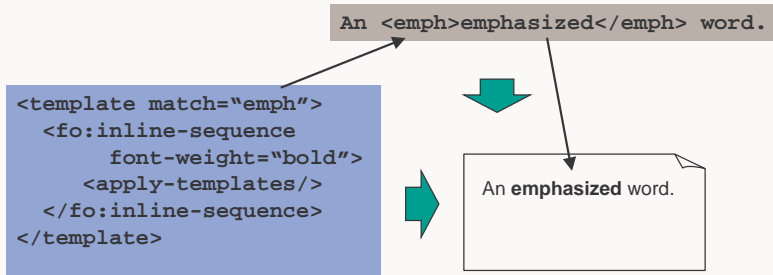 An <emph>emphasized</emph> word.
<template match=“emph”>
<fo:inline-sequence
font-weight=“bold”>
<apply-templates/>
</fo:inline-sequence>
</template>
An emphasized word.